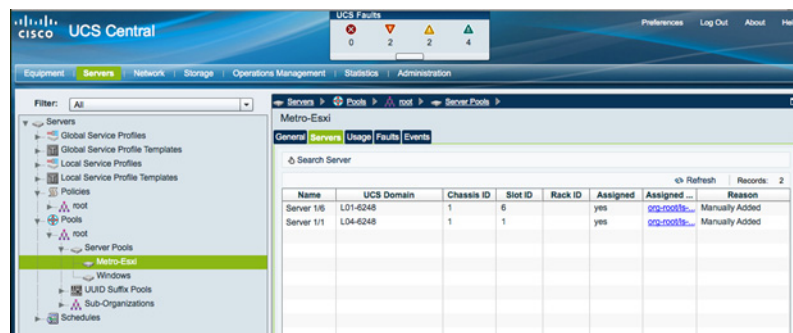 UCS Faults
cisco UCS Central
0 2 2 4
Preferences Log Out About
Equipment Servers Network Storage Operations Management Statistics Administration
Filter: All
Servers
Global Service Profiles
Global Service Profile Templates
Local Service Profiles
Local Service Profile Templates
Policies
root
Pools
root
Server Pools
Metro-Esxi
Windows
UUID Suffix Pools
Sub-Organizations
Schedules
Servers Pools root Server Pools
Metro-Esxi
General Servers Usage Faults Events
Search Server
Refresh Records: 2
Name UCS Domain Chassis ID Slot ID Rack ID Assigned Assigned ... Reason
Server 1/6 L01-6248 1 6 yes org-root/ls-... Manually Added
Server 1/1 L04-6248 1 1 yes org-root/ls-... Manually Added